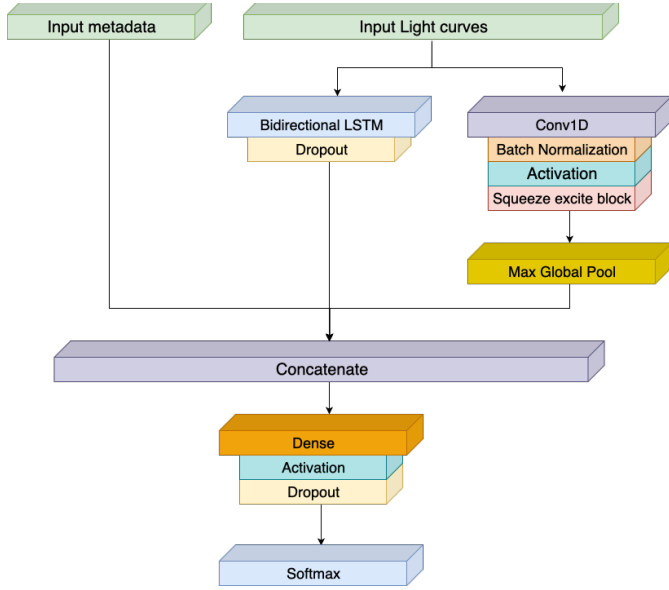 Input metadata
Input Light curves
Bidirectional LSTM
Dropout
Conv1D
Batch Normalization
Activation
Squeeze excite block
Max Global Pool
Concatenate
Dense
Activation
Dropout
Softmax